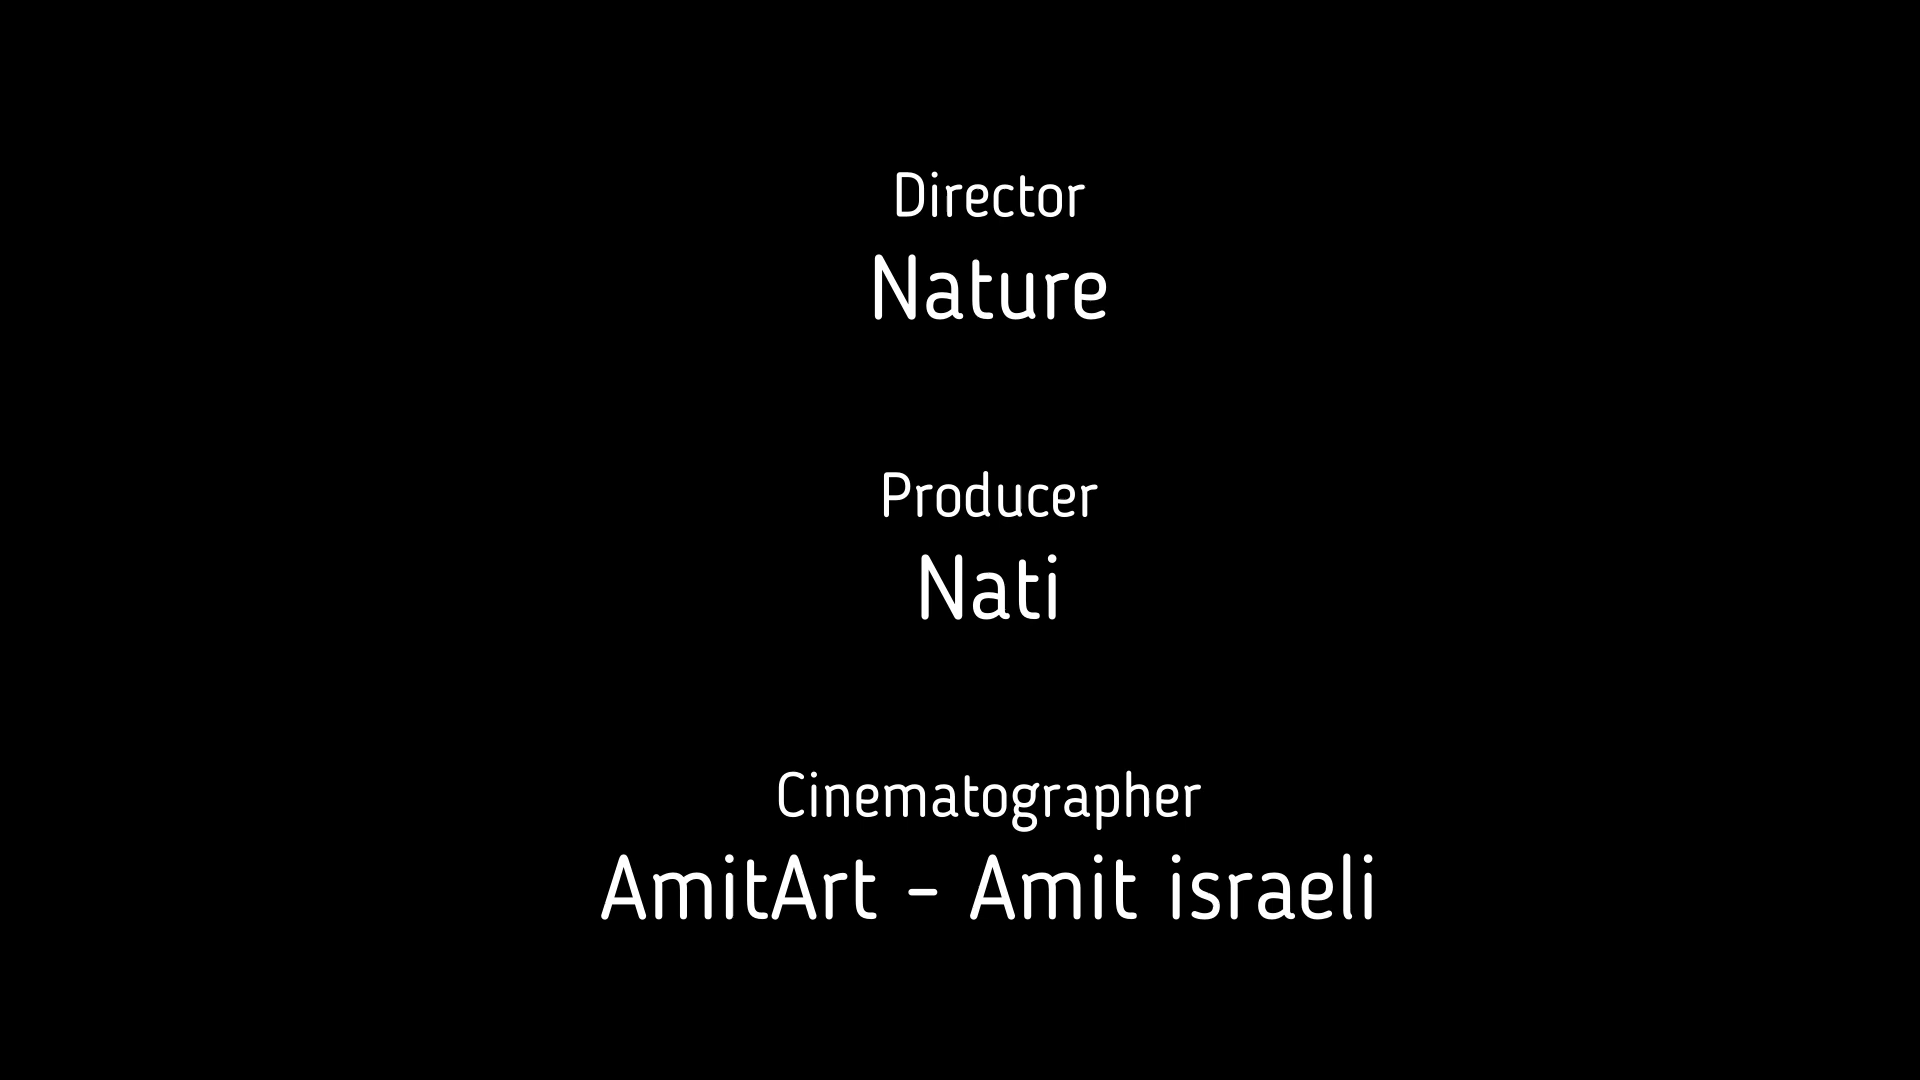 Director
Nature
Producer
Nati
Cinematographer
AmitArt - Amit israeli